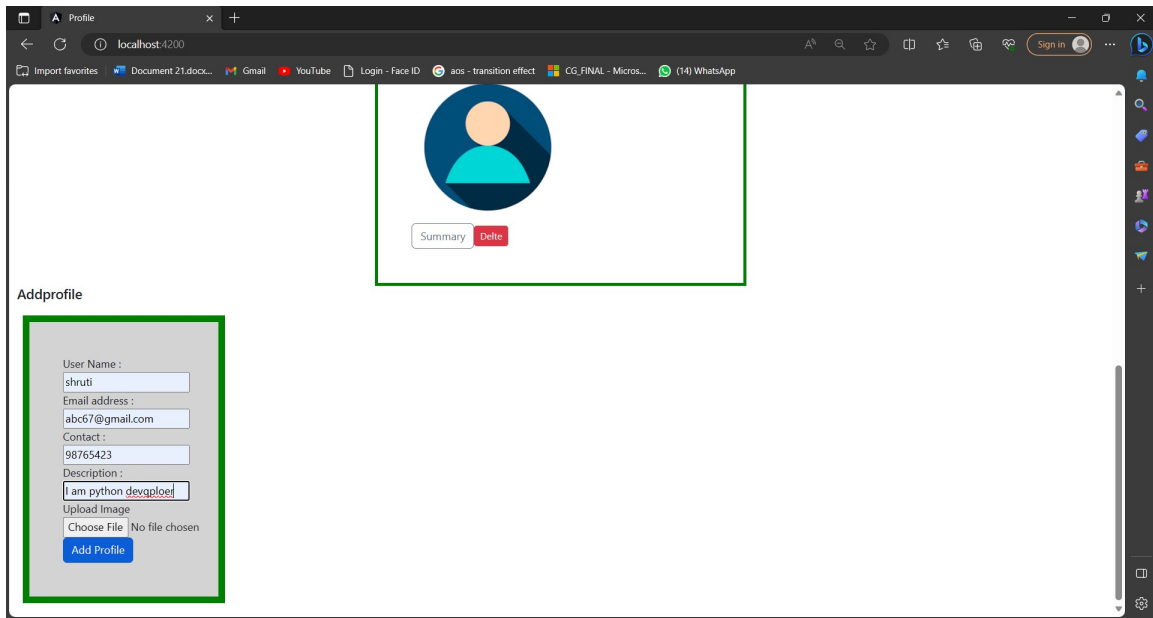 Profile
localhost:4200
Sign in
Import favorites Document 21.docx... Gmail YouTube Login - Face ID aos - transition effect CG_FINAL - Micros... (14) WhatsApp
Summary Delte
Addprofile
User Name :
shruti
Email address :
abc67@gmail.com
Contact :
98765423
Description :
I am python devqploer
Upload Image
Choose File No file chosen
Add Profile